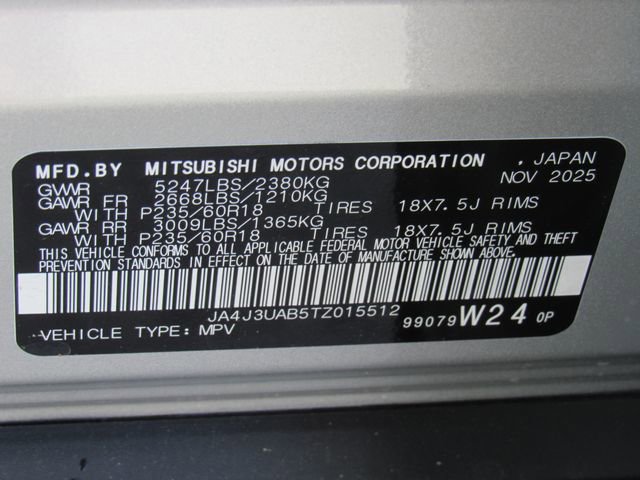 MFD.BY MITSUBISHI MOTORS CORPORATION , JAPAN
GVWR 5247LBS/2380KG NOV 2025
GAWR FR 2668LBS/1210KG
WITH P235/60R18 TIRES 18X7.5J RIMS
GAWR RR 3009LBS/1365KG
WITH P235/60R18 TIRES 18X7.5J RIMS
THIS VEHICLE CONFORMS TO ALL APPLICABLE FEDERAL MOTOR VEHICLE SAFETY AND THEFT
PREVENTION STANDARDS IN EFFECT ON THE DATE OF MANUFACTURE SHOWN ABOVE.
JA4J3UAB5TZ015512
VEHICLE TYPE:MPV 99079 W24 0P